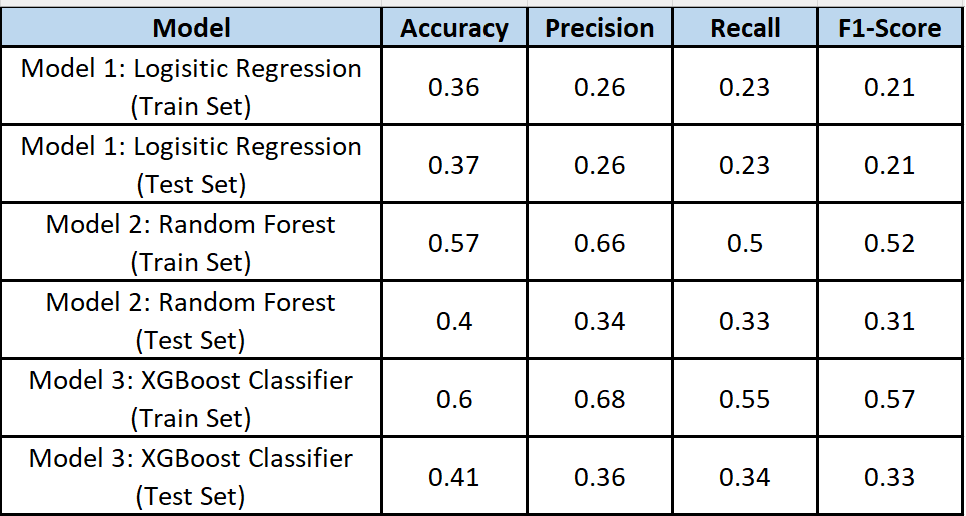 Model Accuracy Precision Recall F1-Score
Model 1: Logisitic Regression
(Train Set) 0.36 0.26 0.23 0.21
Model 1: Logisitic Regression
(Test Set) 0.37 0.26 0.23 0.21
Model 2: Random Forest
(Train Set) 0.57 0.66 0.5 0.52
Model 2: Random Forest
(Test Set) 0.4 0.34 0.33 0.31
Model 3: XGBoost Classifier
(Train Set) 0.6 0.68 0.55 0.57
Model 3: XGBoost Classifier
(Test Set) 0.41 0.36 0.34 0.33